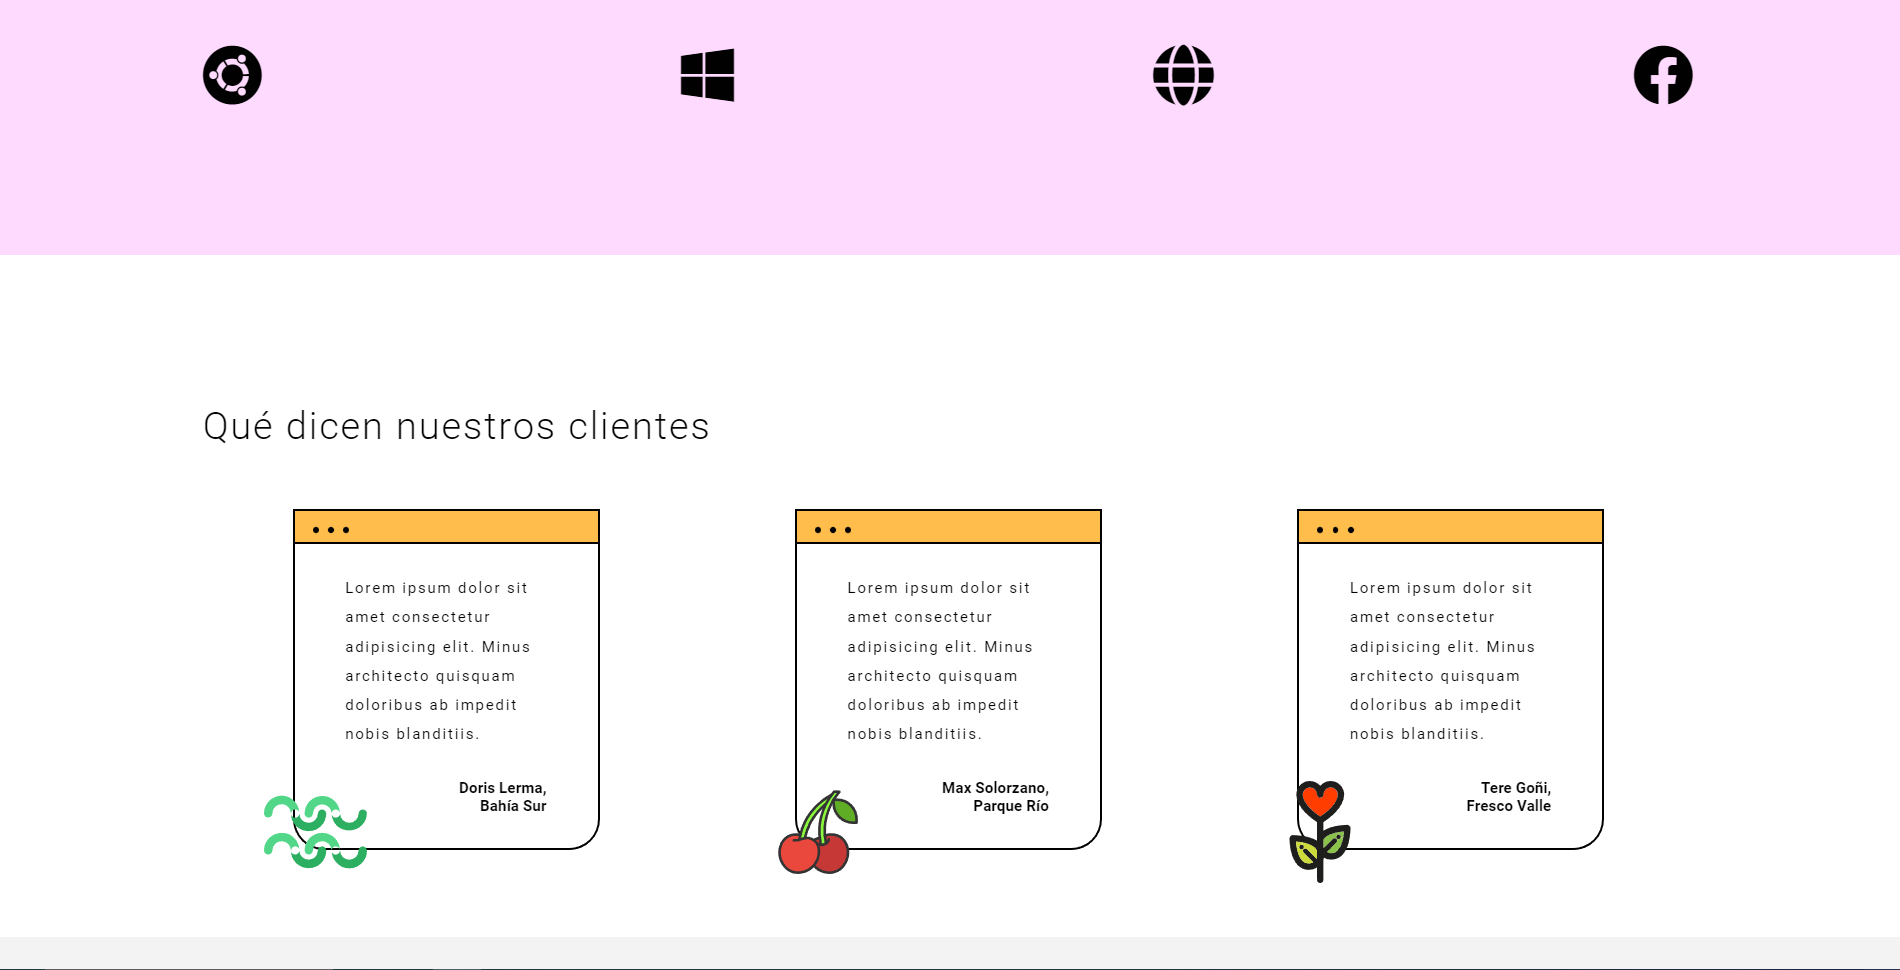 Qué dicen nuestros clientes
Lorem ipsum dolor sit
amet consectetur
adipisicing elit. Minus
architecto quisquam
doloribus ab impedit
nobis blanditiis.
Doris Lerma,
Bahía Sur
Lorem ipsum dolor sit
amet consectetur
adipisicing elit. Minus
architecto quisquam
doloribus ab impedit
nobis blanditiis.
Max Solorzano,
Parque Río
Lorem ipsum dolor sit
amet consectetur
adipisicing elit. Minus
architecto quisquam
doloribus ab impedit
nobis blanditiis.
Tere Goñi,
Fresco Valle